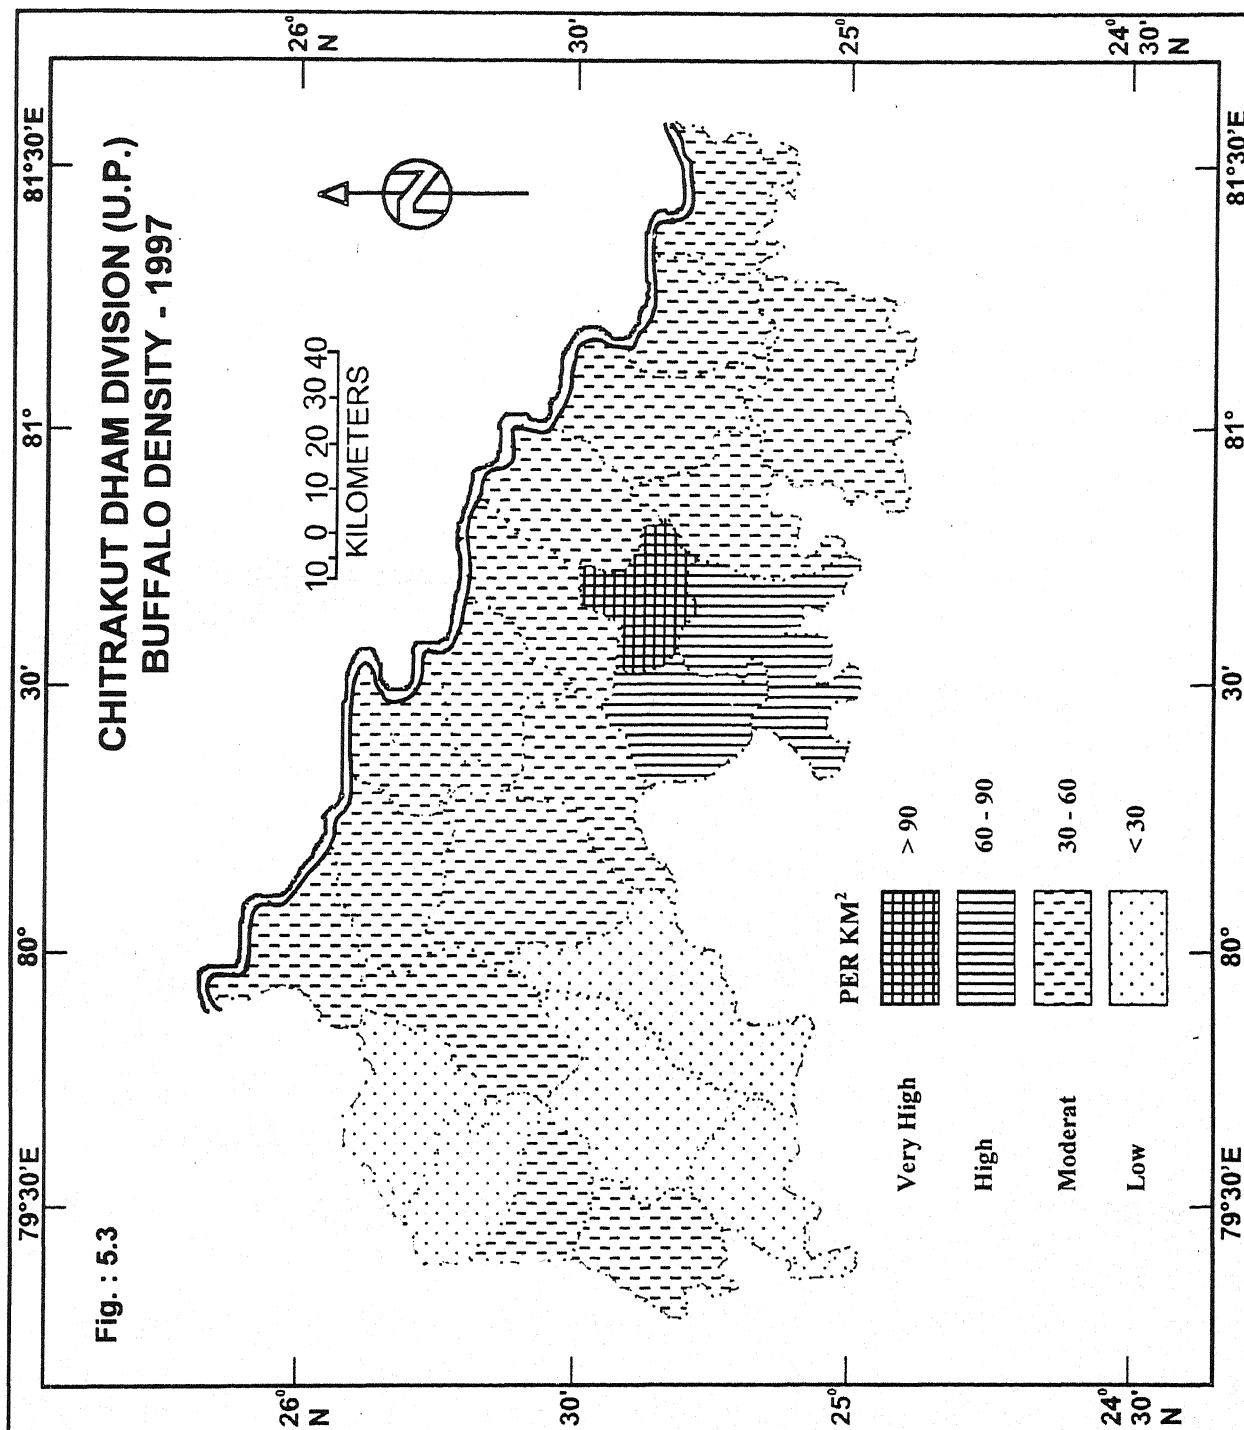 Fig. : 5.3
CHITRAKUT DHAM DIVISION (U.P.)
BUFFALO DENSITY - 1997
79°30'E
80°
30'
81°
81°30'E
26°
N
30'
25°
24°
30'
N
26°
N
30'
25°
24°
30'
N
10 0 10 20 30 40
KILOMETERS
N
PER KM²
Very High > 90
High 60 - 90
Moderat 30 - 60
Low < 30
79°30'E
80°
30'
81°
81°30'E